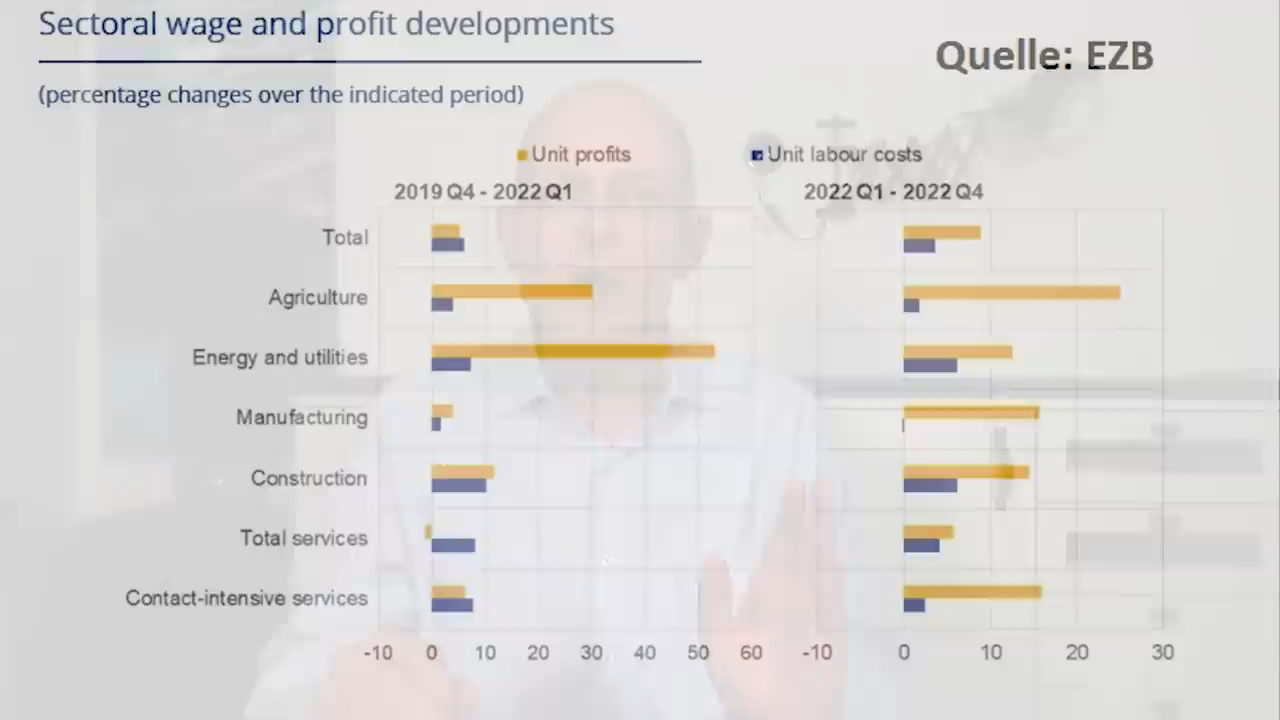 Sectoral wage and profit developments
Quelle: EZB
(percentage changes over the indicated period)
Unit profits
Unit labour costs
2019 Q4 - 2022 Q1
2022 Q1 - 2022 Q4
Total
Agriculture
Energy and utilities
Manufacturing
Construction
Total services
Contact-intensive services
-10 0 10 20 30 40 50 60
-10 0 10 20 30